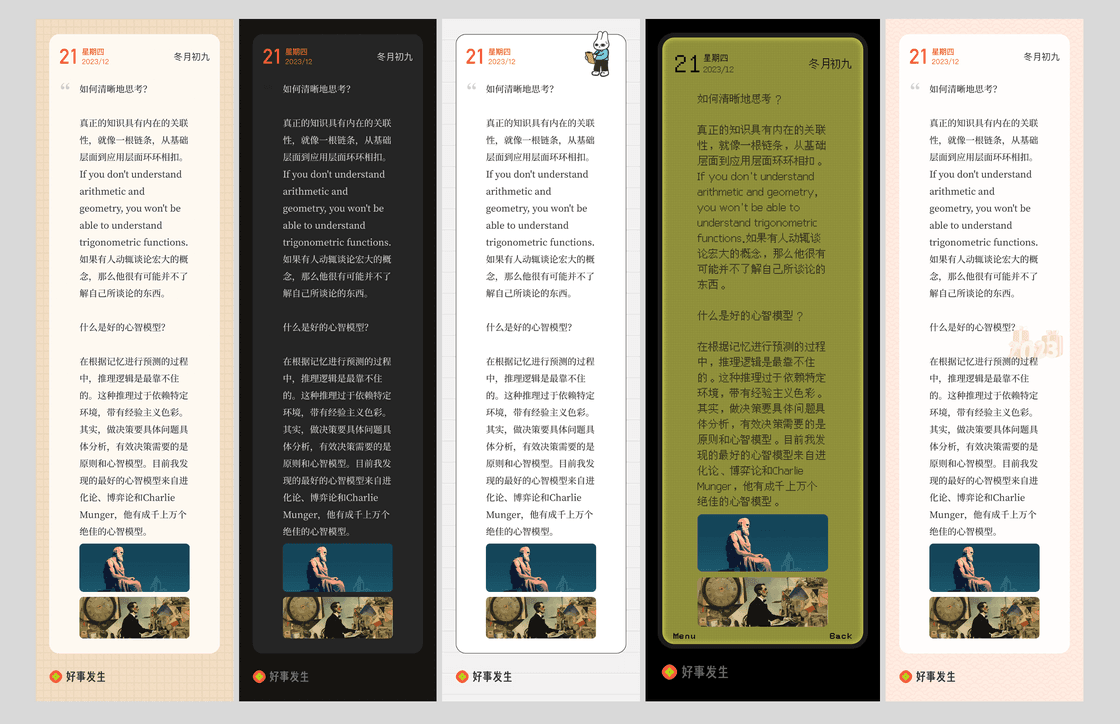 21 星期四
2023/12
冬月初九
“ 如何清晰地思考?
真正的知识具有内在的关联
性，就像一根链条，从基础
层面到应用层面环环相扣。
If you don't understand
arithmetic and
geometry, you won't be
able to understand
trigonometric functions.
如果有人动辄谈论宏大的概
念，那么他很有可能并不了
解自己所谈论的东西。
什么是好的心智模型?
在根据记忆进行预测的过程
中，推理逻辑是最靠不住
的。这种推理过于依赖特定
环境，带有经验主义色彩。
其实，做决策要具体问题具
体分析，有效决策需要的是
原则和心智模型。目前我发
现的最好的心智模型来自进
化论、博弈论和Charlie
Munger，他有成千上万个
绝佳的心智模型。
好事发生
21 星期四
2023/12
冬月初九
如何清晰地思考?
真正的知识具有内在的关联
性，就像一根链条，从基础
层面到应用层面环环相扣。
If you don't understand
arithmetic and
geometry, you won't be
able to understand
trigonometric functions.
如果有人动辄谈论宏大的概
念，那么他很有可能并不了
解自己所谈论的东西。
什么是好的心智模型?
在根据记忆进行预测的过程
中，推理逻辑是最靠不住
的。这种推理过于依赖特定
环境，带有经验主义色彩。
其实，做决策要具体问题具
体分析，有效决策需要的是
原则和心智模型。目前我发
现的最好的心智模型来自进
化论、博弈论和Charlie
Munger，他有成千上万个
绝佳的心智模型。
好事发生
21 星期四
2023/12
“ 如何清晰地思考?
真正的知识具有内在的关联
性，就像一根链条，从基础
层面到应用层面环环相扣。
If you don't understand
arithmetic and
geometry, you won't be
able to understand
trigonometric functions.
如果有人动辄谈论宏大的概
念，那么他很有可能并不了
解自己所谈论的东西。
什么是好的心智模型?
在根据记忆进行预测的过程
中，推理逻辑是最靠不住
的。这种推理过于依赖特定
环境，带有经验主义色彩。
其实，做决策要具体问题具
体分析，有效决策需要的是
原则和心智模型。目前我发
现的最好的心智模型来自进
化论、博弈论和Charlie
Munger，他有成千上万个
绝佳的心智模型。
好事发生
21 星期四
2023/12
冬月初九
如何清晰地思考？
真正的知识具有内在的关联
性，就像一根链条，从基础
层面到应用层面环环相扣。
If you don't understand
arithmetic and geometry,
you won't be able to
understand trigonometric
functions.如果有人动辄谈
论宏大的概念，那么他很有
可能并不了解自己所谈论的
东西。
什么是好的心智模型？
在根据记忆进行预测的过程
中，推理逻辑是最靠不住
的。这种推理过于依赖特定
环境，带有经验主义色彩。
其实，做决策要具体问题具
体分析，有效决策需要的是
原则和心智模型。目前我发
现的最好的心智模型来自进
化论、博弈论和Charlie
Munger，他有成千上万个
绝佳的心智模型。
Menu
Back
好事发生
21 星期四
2023/12
冬月初九
“ 如何清晰地思考?
真正的知识具有内在的关联
性，就像一根链条，从基础
层面到应用层面环环相扣。
If you don't understand
arithmetic and
geometry, you won't be
able to understand
trigonometric functions.
如果有人动辄谈论宏大的概
念，那么他很有可能并不了
解自己所谈论的东西。
什么是好的心智模型?
在根据记忆进行预测的过程
中，推理逻辑是最靠不住
的。这种推理过于依赖特定
环境，带有经验主义色彩。
其实，做决策要具体问题具
体分析，有效决策需要的是
原则和心智模型。目前我发
现的最好的心智模型来自进
化论、博弈论和Charlie
Munger，他有成千上万个
绝佳的心智模型。
好事发生